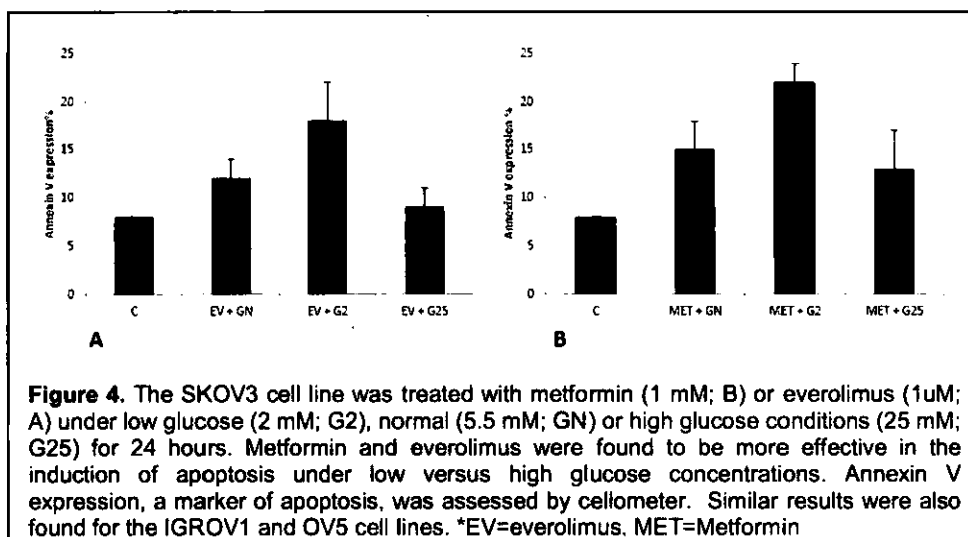 25
20
15
10
5
0
Annexin V expression%
C
EV + GN
EV + G2
EV + G25
A
25
20
15
10
5
0
Annexin V expression %
C
MET + GN
MET + G2
MET + G25
B
Figure 4. The SKOV3 cell line was treated with metformin (1 mM; B) or everolimus (1uM;
A) under low glucose (2 mM; G2), normal (5.5 mM; GN) or high glucose conditions (25 mM;
G25) for 24 hours. Metformin and everolimus were found to be more effective in the
induction of apoptosis under low versus high glucose concentrations. Annexin V
expression, a marker of apoptosis, was assessed by cellometer. Similar results were also
found for the IGROV1 and OV5 cell lines. *EV=everolimus, MET=Metformin